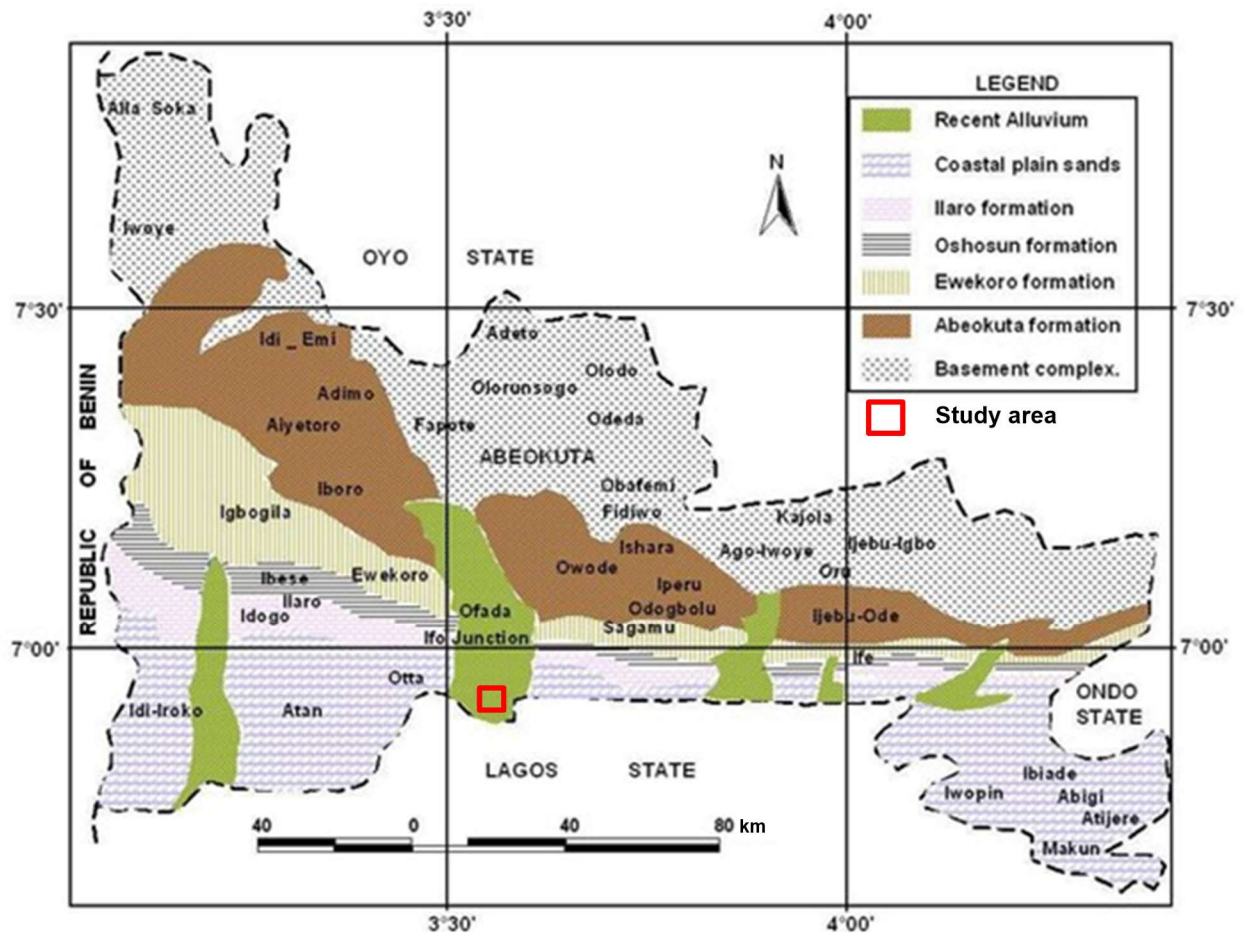 3°30'
4°00'
LEGEND
Recent Alluvium
Coastal plain sands
Ilaro formation
Oshosun formation
Ewekoro formation
Abeokuta formation
Basement complex.
Study area
N
Alla Soka
Iwoye
OYO STATE
7°30'
7°30'
Adeto
Idi _ Emi
Olodo
Olorunsogo
Adimo
Odeda
Aiyetoro
Fapote
ABEOKUTA
REPUBLIC OF BENIN
Iboro
Obafemi
Igbogila
Fidiwo
Kajola
Ishara
Ago-Iwoye
Ijebu-Igbo
Owode
Oru
Ewekoro
Ibese
Iperu
Ilaro
Ofada
Odogbolu
Idogo
Ijebu-Ode
Sagamu
Ifo Junction
7°00'
7°00'
Ife
Otta
ONDO
STATE
Idi-Iroko
Atan
LAGOS STATE
Ibiade
Iwopin
Abigi
Atijere
Makun
40 0 40 80 km
3°30'
4°00'